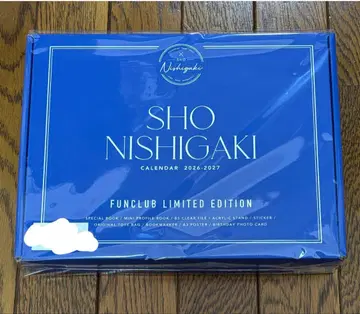 Nishigaki
SHO
NISHIGAKI
CALENDAR 2026-2027
FUNCLUB LIMITED EDITION
SPECIAL BOOK / MINI PROFILE BOOK / B5 CLEAR FILE / ACRYLIC STAND / STICKER /
ORIGINAL TOTE BAG / BOOKMARKER / A3 POSTER / BIRTHDAY PHOTO CARD